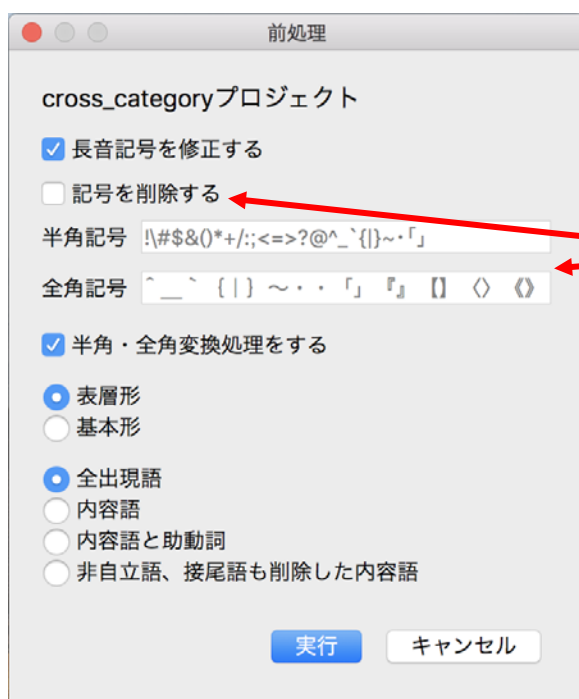 前処理
cross_categoryプロジェクト
長音記号を修正する
記号を削除する
半角記号 !\#$&()*+/:;<=>?@^_`{|}~･｢｣
全角記号 ＾＿｀｛｜｝～・・「」『』【】〈〉《》
半角・全角変換処理をする
表層形
基本形
全出現語
内容語
内容語と助動詞
非自立語、接尾語も削除した内容語
実行 キャンセル